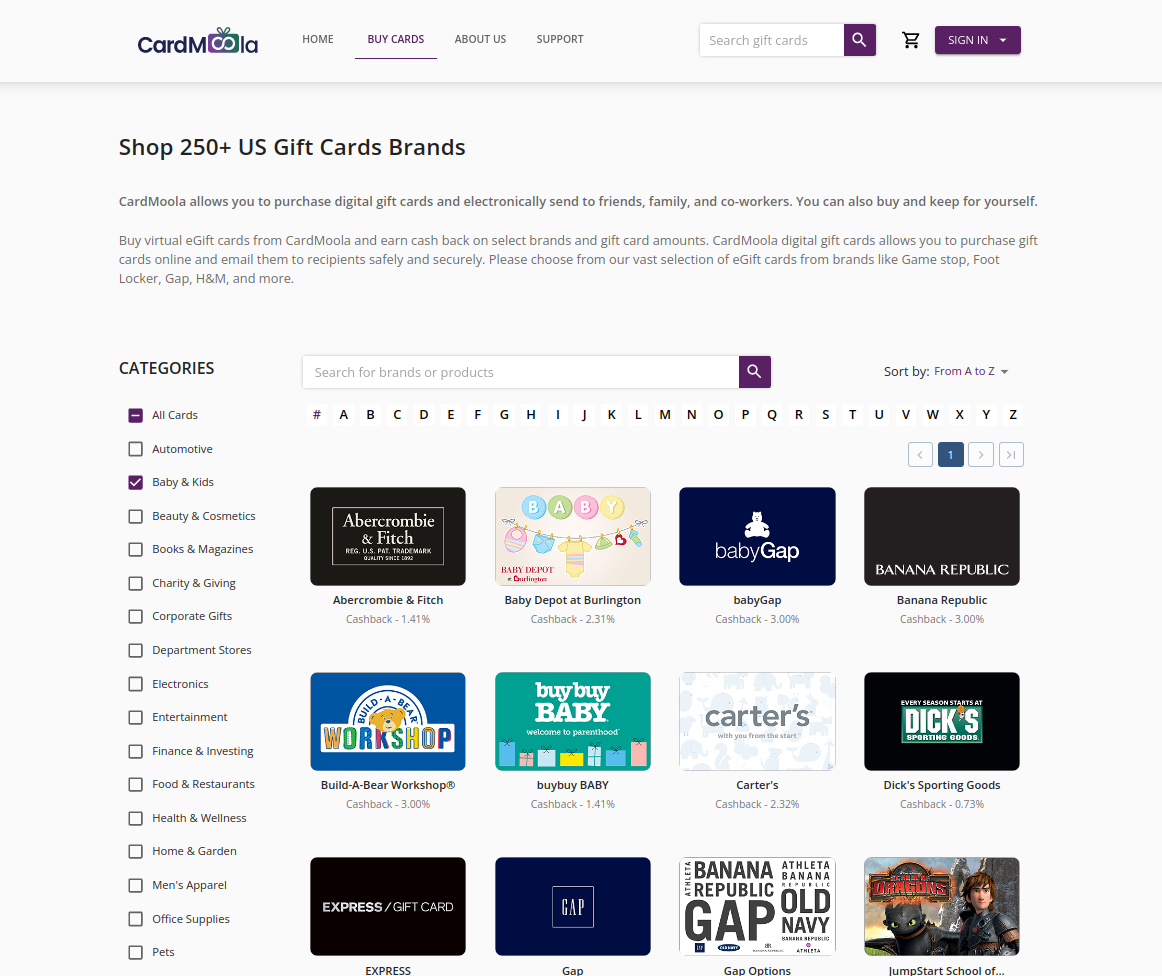 CardMoola
HOME
BUY CARDS
ABOUT US
SUPPORT
Search gift cards
SIGN IN
Shop 250+ US Gift Cards Brands
CardMoola allows you to purchase digital gift cards and electronically send to friends, family, and co-workers. You can also buy and keep for yourself.
Buy virtual eGift cards from CardMoola and earn cash back on select brands and gift card amounts. CardMoola digital gift cards allows you to purchase gift
cards online and email them to recipients safely and securely. Please choose from our vast selection of eGift cards from brands like Game stop, Foot
Locker, Gap, H&M, and more.
CATEGORIES
All Cards
Automotive
Baby & Kids
Beauty & Cosmetics
Books & Magazines
Charity & Giving
Corporate Gifts
Department Stores
Electronics
Entertainment
Finance & Investing
Food & Restaurants
Health & Wellness
Home & Garden
Men's Apparel
Office Supplies
Pets
Search for brands or products
Sort by: From A to Z
# A B C D E F G H I J K L M N O P Q R S T U V W X Y Z
1
Abercrombie
& Fitch
REG. U.S. PAT. TRADEMARK
QUALITY SINCE 1892
Abercrombie & Fitch
Cashback - 1.41%
BABY
BABY DEPOT
at Burlington
Baby Depot at Burlington
Cashback - 2.31%
babyGap
babyGap
Cashback - 3.00%
BANANA REPUBLIC
Banana Republic
Cashback - 3.00%
BUILD-A-BEAR
WORKSHOP
Build-A-Bear Workshop®
Cashback - 3.00%
buybuy
BABY
welcome to parenthood
buybuy BABY
Cashback - 1.41%
carter's
with you from the start
Carter's
Cashback - 2.32%
EVERY SEASON STARTS AT
DICK'S
SPORTING GOODS
Dick's Sporting Goods
Cashback - 0.73%
EXPRESS / GIFT CARD
EXPRESS
GAP
Gap
ATHLETA
BANANA
REPUBLIC
GAP
ATHLETA
BANANA
REPUBLIC
OLD
NAVY
BANANA REPUBLIC
GAP
OLD NAVY
BANANA REPUBLIC
ATHLETA
Gap Options
DRAGONS
JumpStart School of...